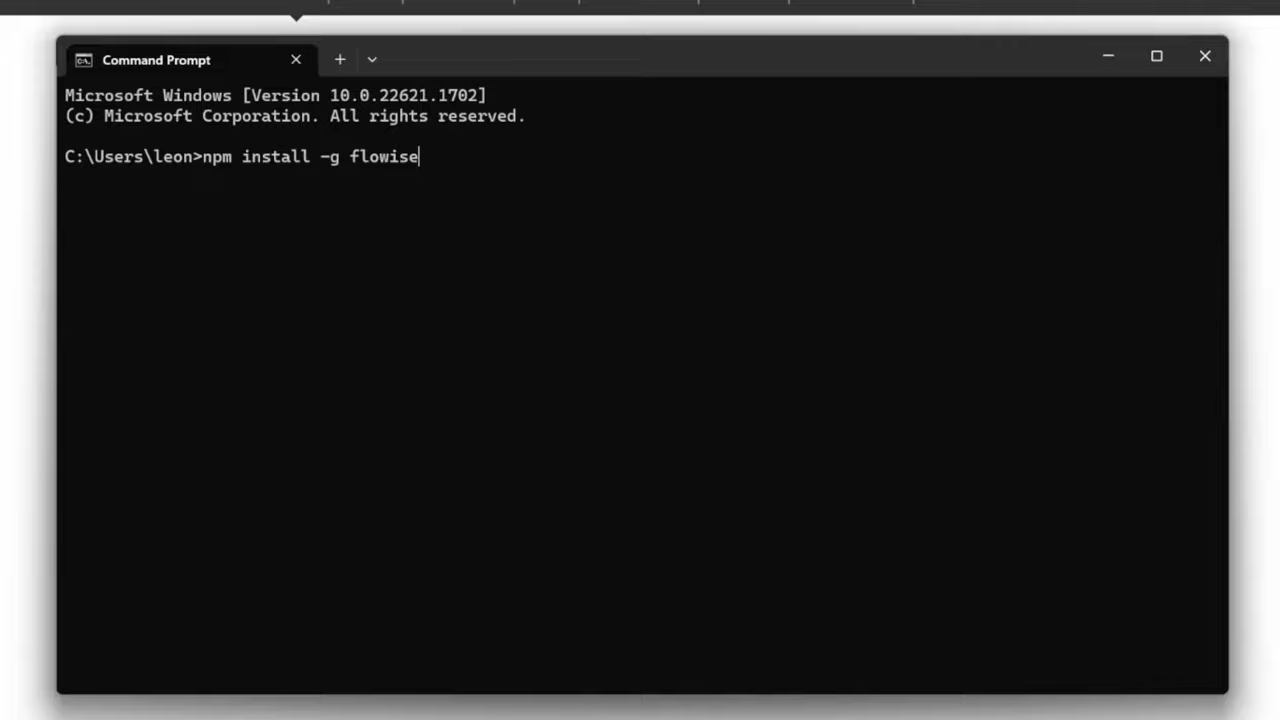 Command Prompt
Microsoft Windows [Version 10.0.22621.1702]
(c) Microsoft Corporation. All rights reserved.
C:\Users\leon>npm install -g flowise